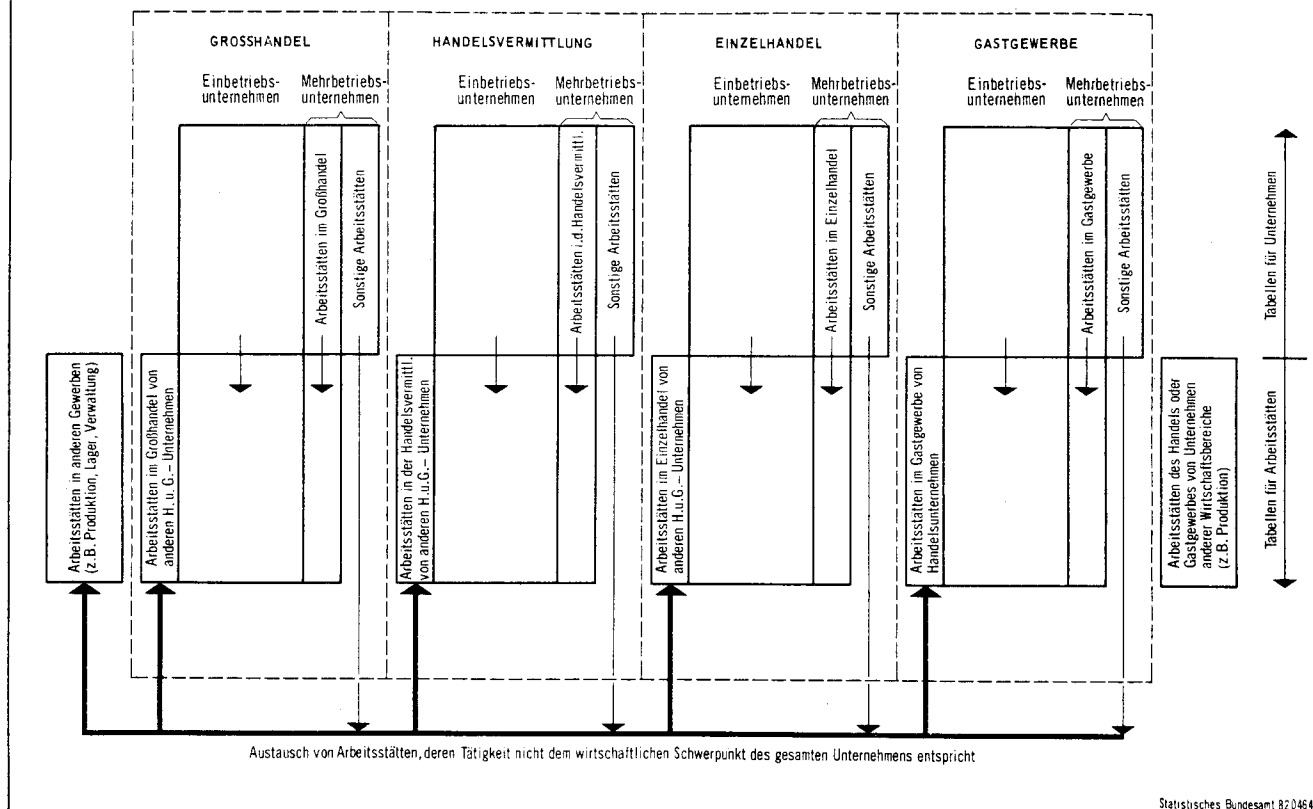 GROSSHANDEL
Einbetriebs-
unternehmen
Mehrbetriebs-
unternehmen
Arbeitsstätten im Großhandel
Sonstige Arbeitsstätten
HANDELSVERMITTLUNG
Einbetriebs-
unternehmen
Mehrbetriebs-
unternehmen
Arbeitsstätten i.d. Handelsvermittl.
Sonstige Arbeitsstätten
EINZELHANDEL
Einbetriebs-
unternehmen
Mehrbetriebs-
unternehmen
Arbeitsstätten im Einzelhandel
Sonstige Arbeitsstätten
GASTGEWERBE
Einbetriebs-
unternehmen
Mehrbetriebs-
unternehmen
Arbeitsstätten im Gastgewerbe
Sonstige Arbeitsstätten
Tabellen für Unternehmen
Arbeitsstätten in anderen Gewerben
(z.B. Produktion, Lager, Verwaltung)
Arbeitsstätten im Großhandel von
anderen H. u. G. – Unternehmen
Arbeitsstätten in der Handelsvermittl.
von anderen H.u.G. – Unternehmen
Arbeitsstätten im Einzelhandel von
anderen H.u.G. – Unternehmen
Arbeitsstätten im Gastgewerbe von
Handelsunternehmen
Arbeitsstätten des Handels oder
Gastgewerbes von Unternehmen
anderer Wirtschaftsbereiche
(z.B. Produktion)
Tabellen für Arbeitsstätten
Austausch von Arbeitsstätten, deren Tätigkeit nicht dem wirtschaftlichen Schwerpunkt des gesamten Unternehmens entspricht
Statistisches Bundesamt 820464